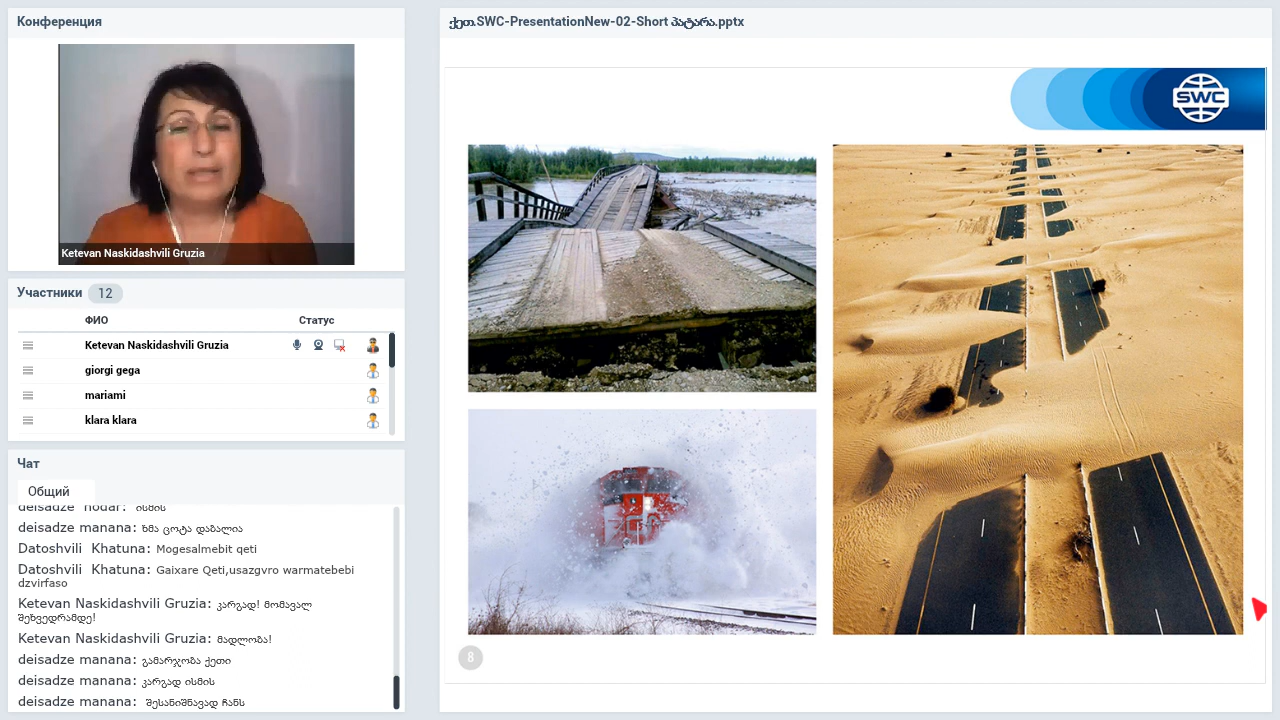 Конференция
Ketevan Naskidashvili Gruzia
Участники 12
ФИО Статус
Ketevan Naskidashvili Gruzia
giorgi gega
mariami
klara klara
Чат
Общий
deisadze nodar: ისმის
deisadze manana: ხმა ცოტა დაბალია
Datoshvili Khatuna: Mogesalmebit qeti
Datoshvili Khatuna: Gaixare Qeti,usazgvro warmatebebi
dzvirfaso
Ketevan Naskidashvili Gruzia: კარგად! მომავალ
შეხვედრამდე!
Ketevan Naskidashvili Gruzia: მადლობა!
deisadze manana: გამარჯობა ქეთი
deisadze manana: კარგად ისმის
deisadze manana: შესანიშნავად ჩანს
ქეთ.SWC-PresentationNew-02-Short პატარა.pptx
SWC
8